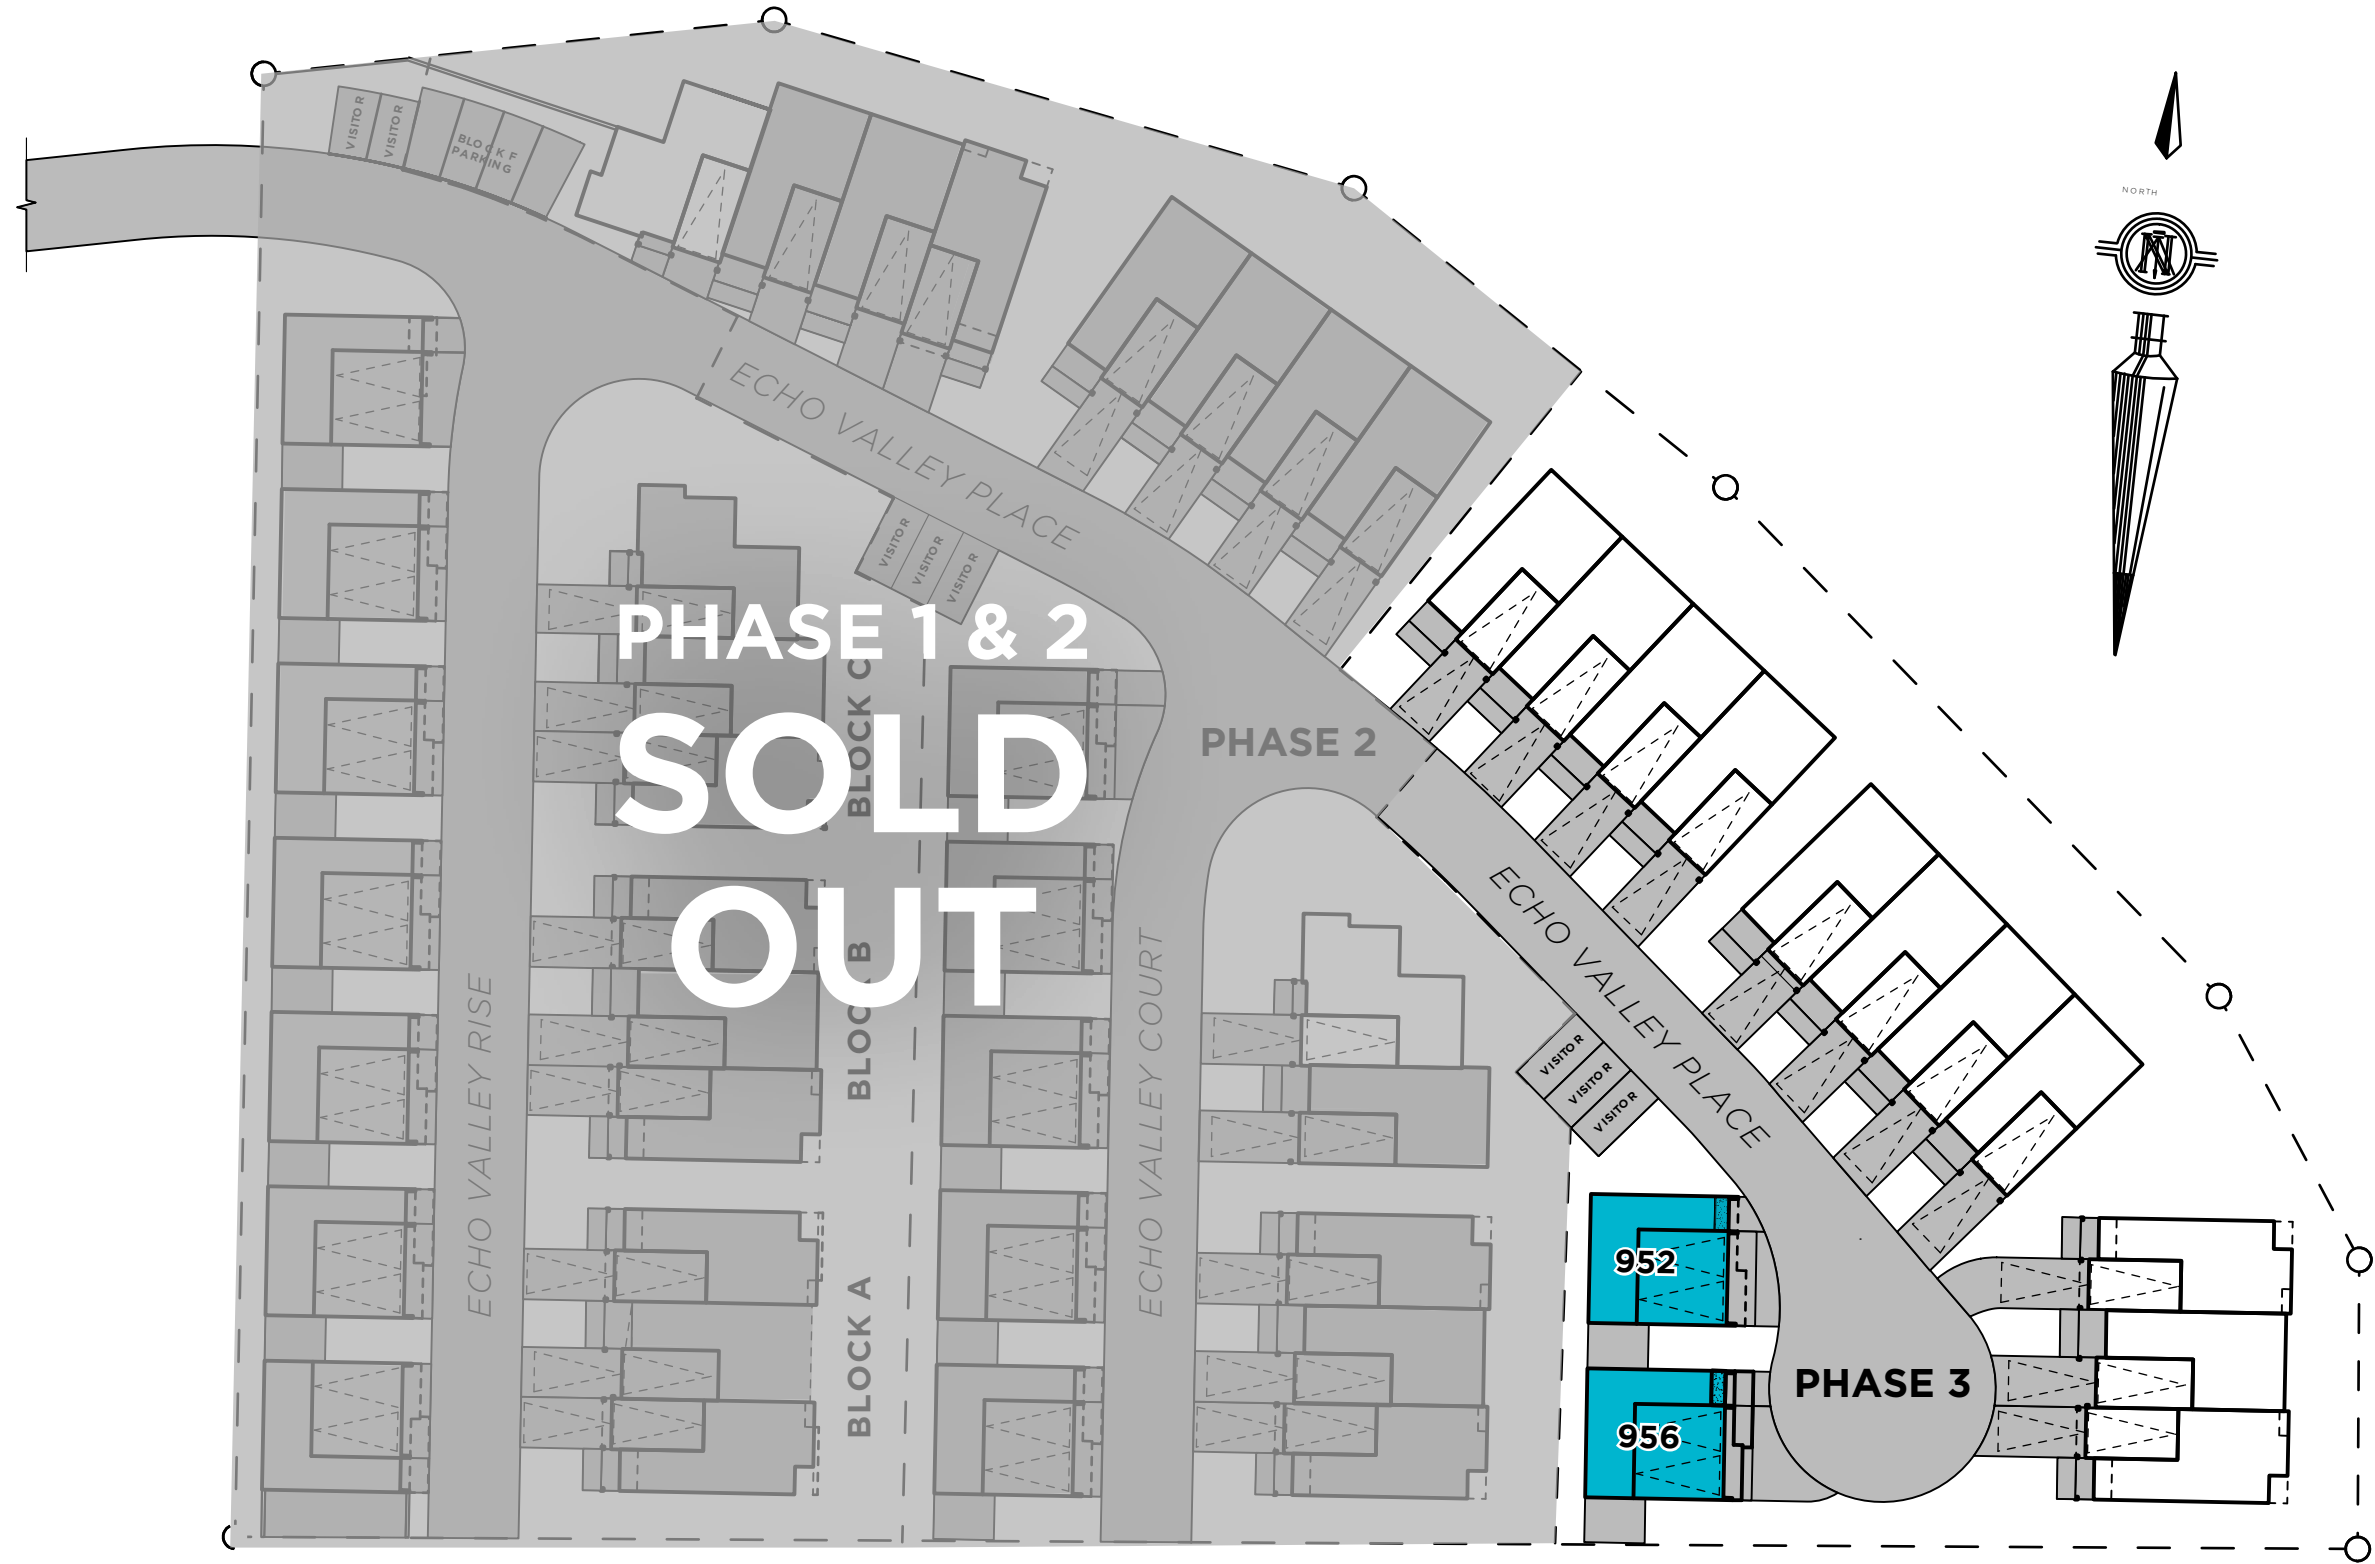 VISITOR
VISITOR
BLOCK F
PARKING
NORTH
N
ECHO VALLEY PLACE
VISITOR
VISITOR
VISITOR
PHASE 1 & 2
SOLD
OUT
PHASE 2
BLOCK C
BLOCK B
BLOCK A
ECHO VALLEY RISE
ECHO VALLEY COURT
ECHO VALLEY PLACE
VISITOR
VISITOR
VISITOR
952
PHASE 3
956